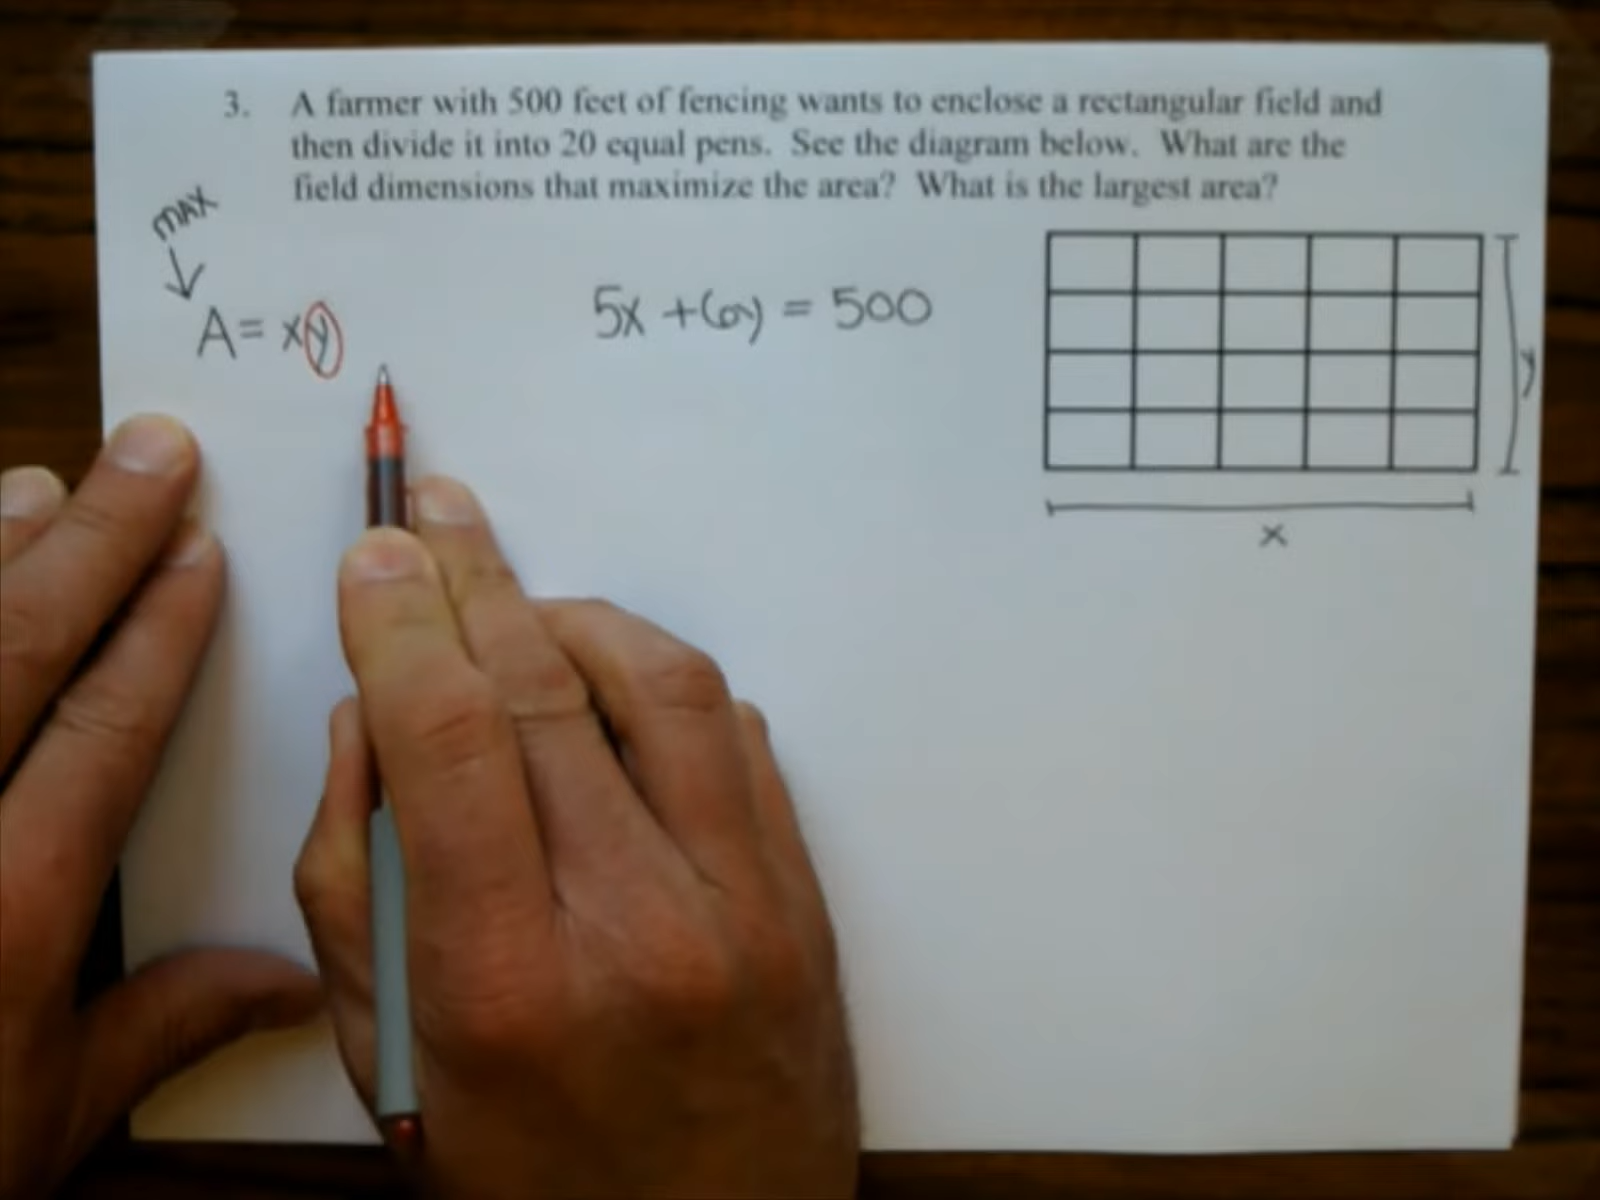 3. A farmer with 500 feet of fencing wants to enclose a rectangular field and
then divide it into 20 equal pens. See the diagram below. What are the
field dimensions that maximize the area? What is the largest area?
MAX
A = xy
5x + 6y = 500
y
x